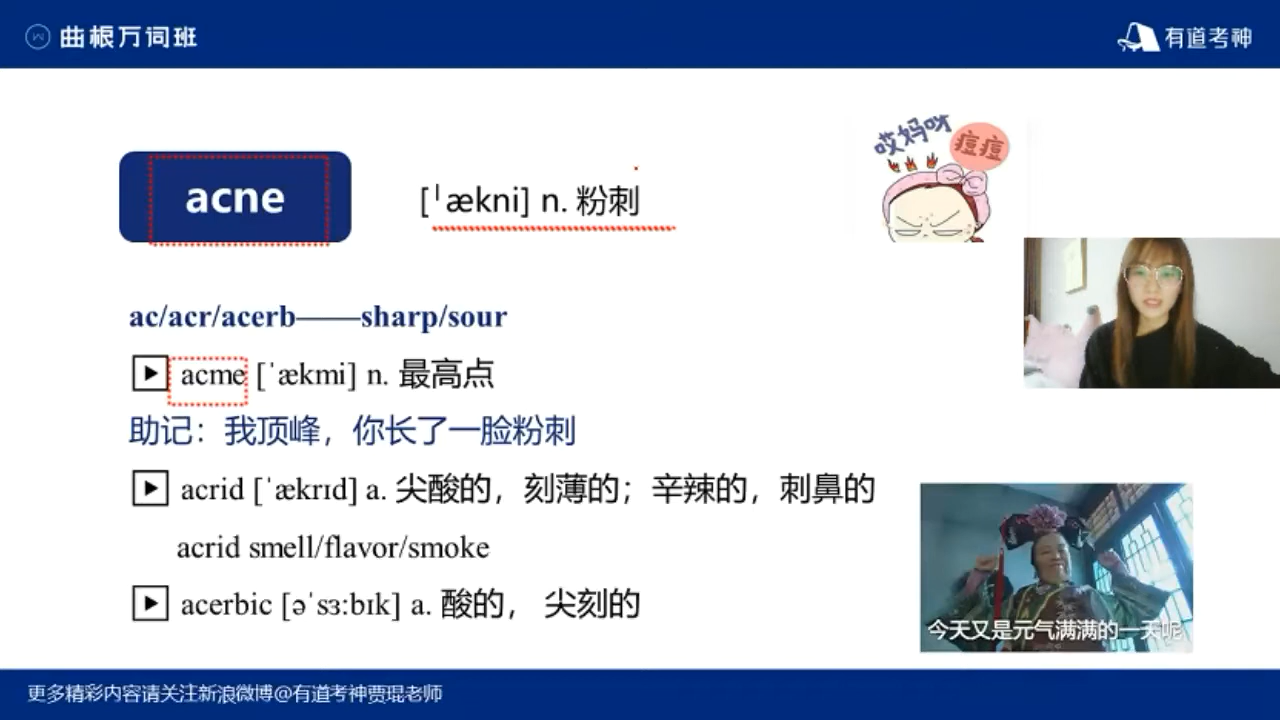 曲根万词班
有道考神
哎妈呀
痘痘
acne
[ˈækni] n. 粉刺
ac/acr/acerb——sharp/sour
acme [ˈækmi] n. 最高点
助记：我顶峰，你长了一脸粉刺
acrid [ˈækrɪd] a. 尖酸的，刻薄的；辛辣的，刺鼻的
acrid smell/flavor/smoke
acerbic [əˈsɜ:bɪk] a. 酸的， 尖刻的
今天又是元气满满的一天呢
更多精彩内容请关注新浪微博@有道考神贾琨老师